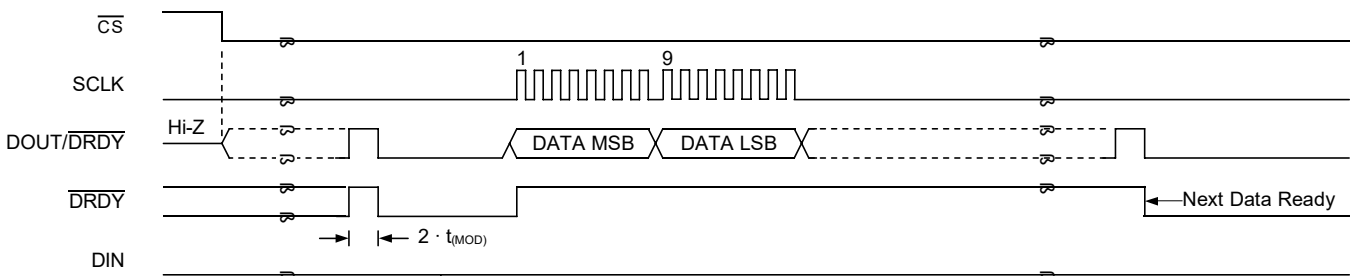 CS
1 9
SCLK
Hi-Z
DOUT/DRDY DATA MSB DATA LSB
DRDY Next Data Ready
2 · t(MOD)
DIN